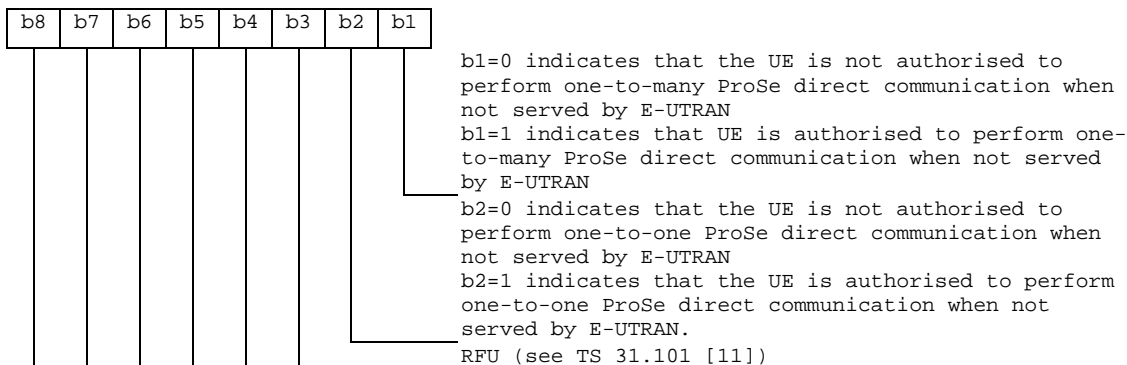 b8 b7 b6 b5 b4 b3 b2 b1
b1=0 indicates that the UE is not authorised to
perform one-to-many ProSe direct communication when
not served by E-UTRAN
b1=1 indicates that UE is authorised to perform one-
to-many ProSe direct communication when not served
by E-UTRAN
b2=0 indicates that the UE is not authorised to
perform one-to-one ProSe direct communication when
not served by E-UTRAN
b2=1 indicates that the UE is authorised to perform
one-to-one ProSe direct communication when not
served by E-UTRAN.
RFU (see TS 31.101 [11])